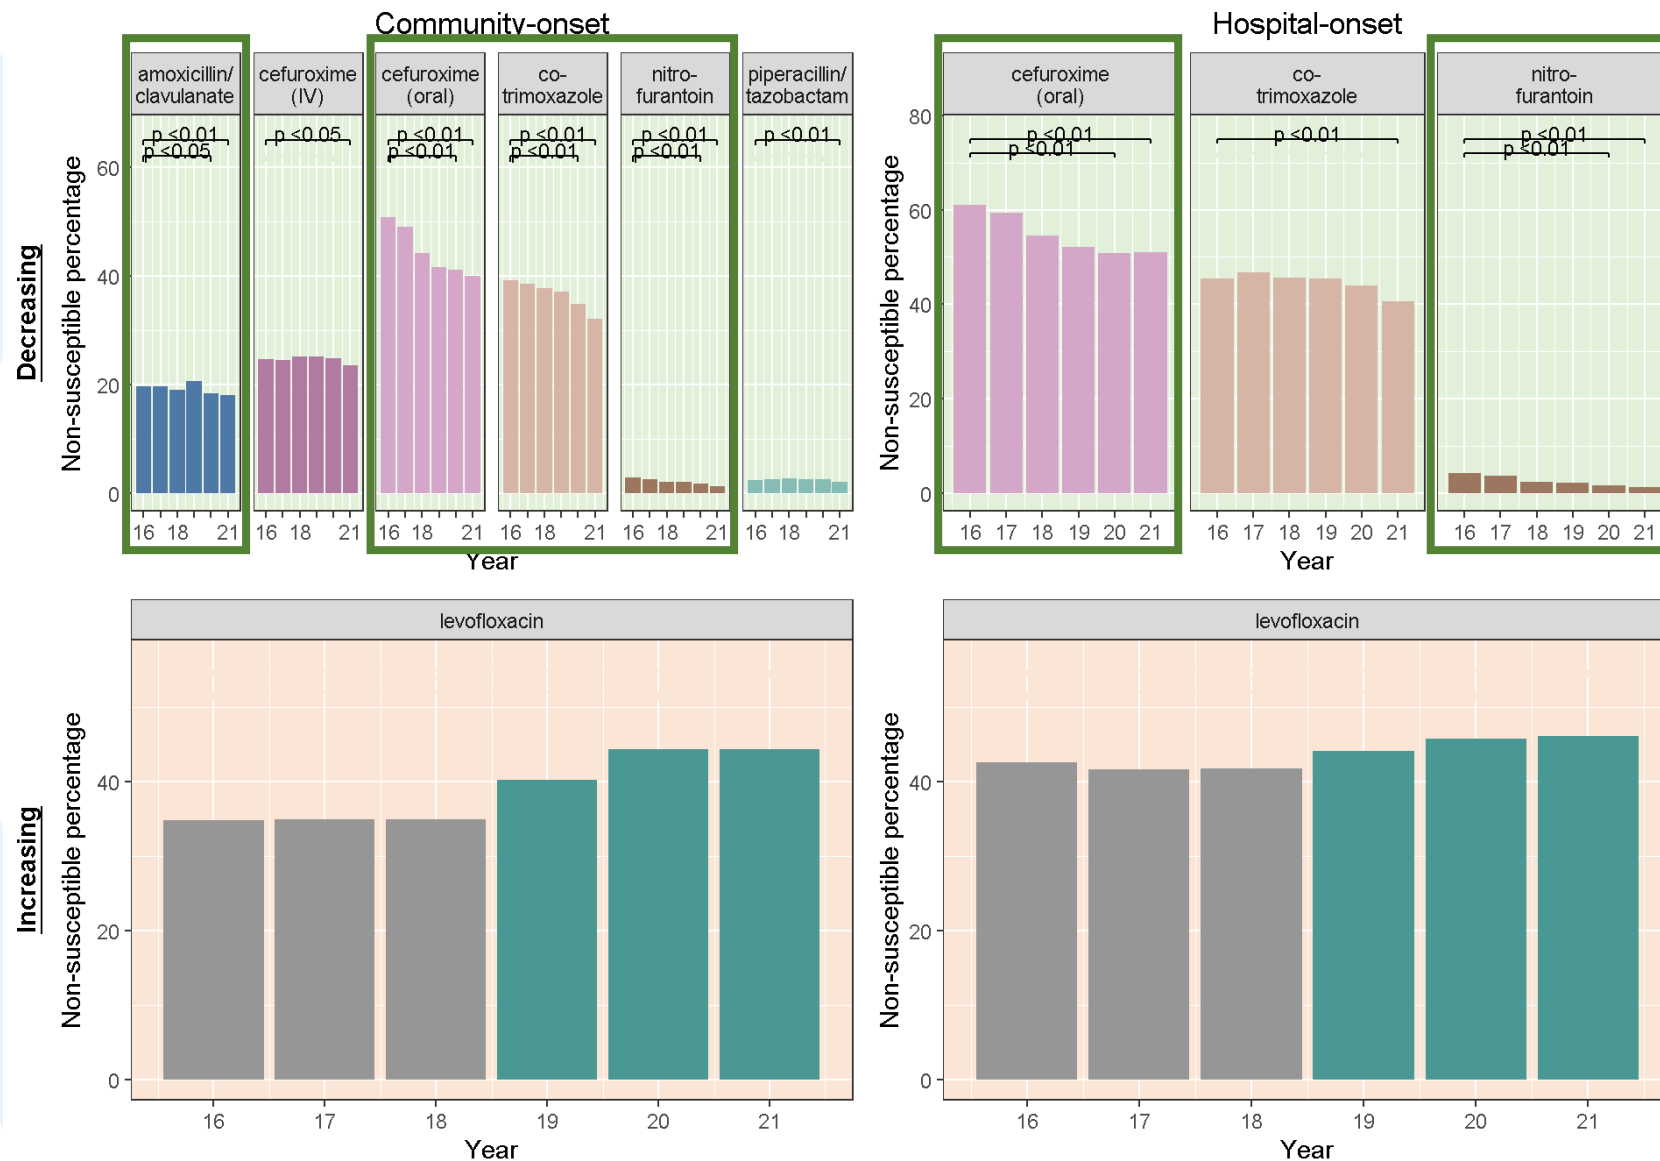 Community-onset
Hospital-onset
amoxicillin/
clavulanate
cefuroxime
(IV)
cefuroxime
(oral)
co-
trimoxazole
nitro-
furantoin
piperacillin/
tazobactam
cefuroxime
(oral)
co-
trimoxazole
nitro-
furantoin
Decreasing
Non-susceptible percentage
60
40
20
0
p <0.01
p <0.05
p <0.05
p <0.01
p <0.01
p <0.01
p <0.01
p <0.01
p <0.01
p <0.01
16 18 21
16 18 21
16 18 21
16 18 21
16 18 21
16 18 21
Year
Non-susceptible percentage
80
60
40
20
0
p <0.01
p <0.01
p <0.01
p <0.01
p <0.01
16 17 18 19 20 21
16 17 18 19 20 21
16 17 18 19 20 21
Year
Increasing
levofloxacin
Non-susceptible percentage
40
20
0
16 17 18 19 20 21
Year
levofloxacin
Non-susceptible percentage
40
20
0
16 17 18 19 20 21
Year